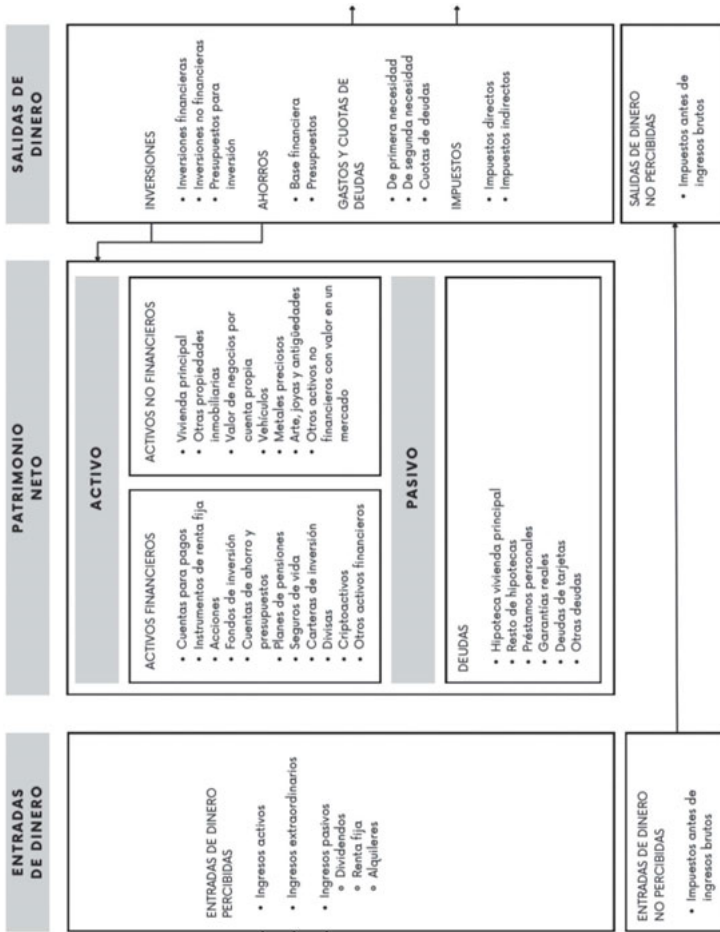 ENTRADAS
DE DINERO
ENTRADAS DE DINERO
PERCIBIDAS
• Ingresos activos
• Ingresos extraordinarios
• Ingresos pasivos
∘ Dividendos
∘ Renta fija
∘ Alquileres
ENTRADAS DE DINERO
NO PERCIBIDAS
• Impuestos antes de
ingresos brutos
PATRIMONIO
NETO
ACTIVO
ACTIVOS FINANCIEROS
• Cuentas para pagos
• Instrumentos de renta fija
• Acciones
• Fondos de inversión
• Cuentas de ahorro y
presupuestos
• Planes de pensiones
• Seguros de vida
• Carteras de inversión
• Divisas
• Criptoactivos
• Otros activos financieros
ACTIVOS NO FINANCIEROS
• Vivienda principal
• Otras propiedades
inmobiliarias
• Valor de negocios por
cuenta propia
• Vehículos
• Metales preciosos
• Arte, joyas y antigüedades
• Otros activos no
financieros con valor en un
mercado
PASIVO
DEUDAS
• Hipoteca vivienda principal
• Resto de hipotecas
• Préstamos personales
• Garantías reales
• Deudas de tarjetas
• Otras deudas
SALIDAS DE
DINERO
INVERSIONES
• Inversiones financieras
• Inversiones no financieras
• Presupuestos para
inversión
AHORROS
• Base financiera
• Presupuestos
GASTOS Y CUOTAS DE
DEUDAS
• De primera necesidad
• De segunda necesidad
• Cuotas de deudas
IMPUESTOS
• Impuestos directos
• Impuestos indirectos
SALIDAS DE DINERO
NO PERCIBIDAS
• Impuestos antes de
ingresos brutos